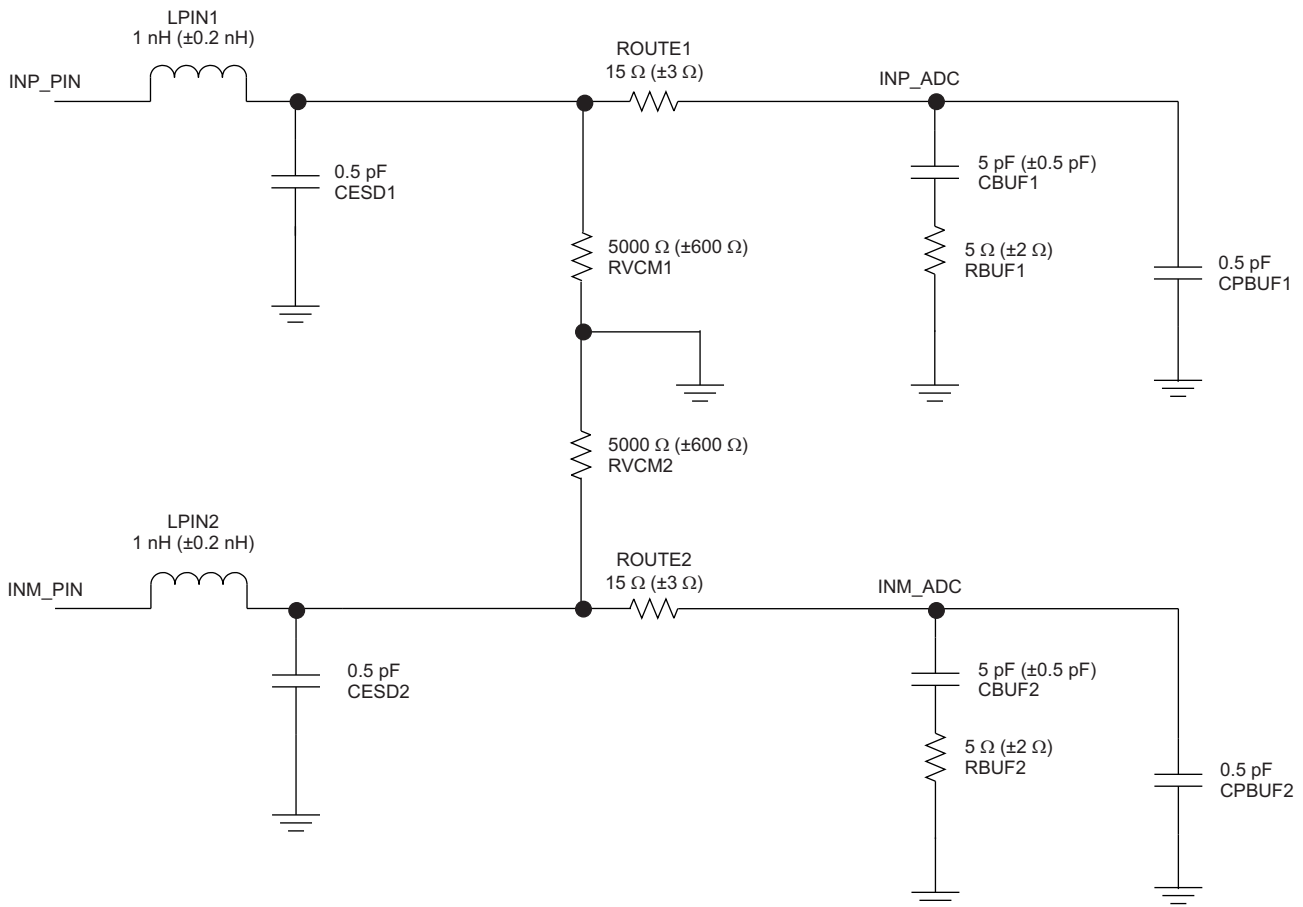 LPIN1
1 nH (±0.2 nH)
INP_PIN
ROUTE1
15 Ω (±3 Ω)
INP_ADC
0.5 pF
CESD1
5 pF (±0.5 pF)
CBUF1
5000 Ω (±600 Ω)
RVCM1
5 Ω (±2 Ω)
RBUF1
0.5 pF
CPBUF1
5000 Ω (±600 Ω)
RVCM2
LPIN2
1 nH (±0.2 nH)
INM_PIN
ROUTE2
15 Ω (±3 Ω)
INM_ADC
0.5 pF
CESD2
5 pF (±0.5 pF)
CBUF2
5 Ω (±2 Ω)
RBUF2
0.5 pF
CPBUF2